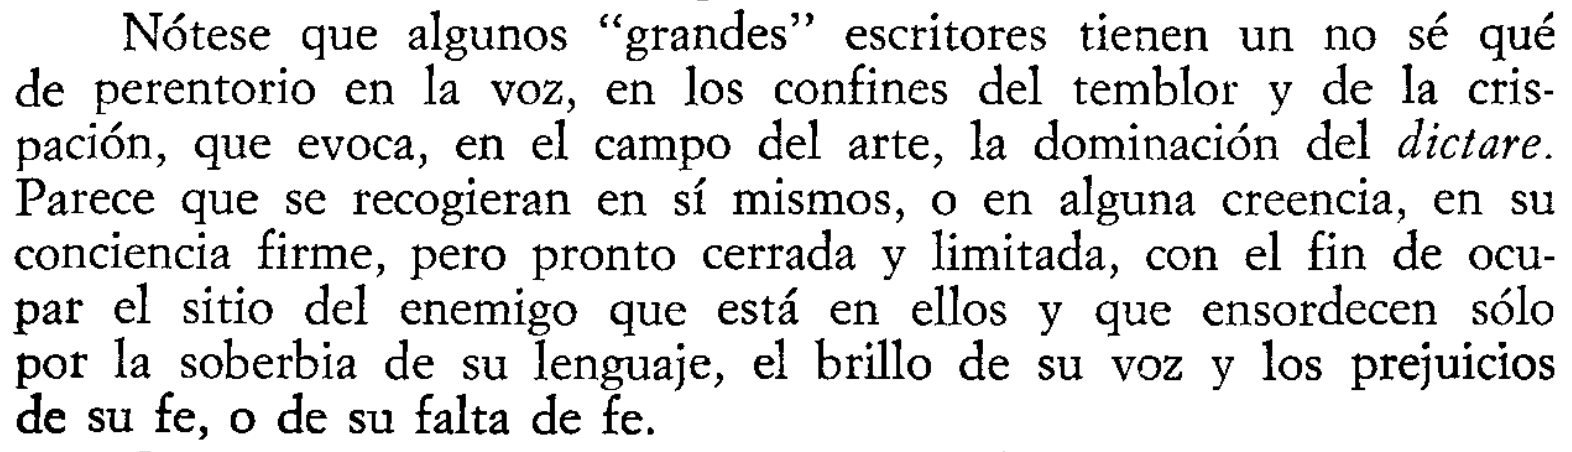 Nótese que algunos “grandes” escritores tienen un no sé qué
de perentorio en la voz, en los confines del temblor y de la cris-
pación, que evoca, en el campo del arte, la dominación del dictare.
Parece que se recogieran en sí mismos, o en alguna creencia, en su
conciencia firme, pero pronto cerrada y limitada, con el fin de ocu-
par el sitio del enemigo que está en ellos y que ensordecen sólo
por la soberbia de su lenguaje, el brillo de su voz y los prejuicios
de su fe, o de su falta de fe.